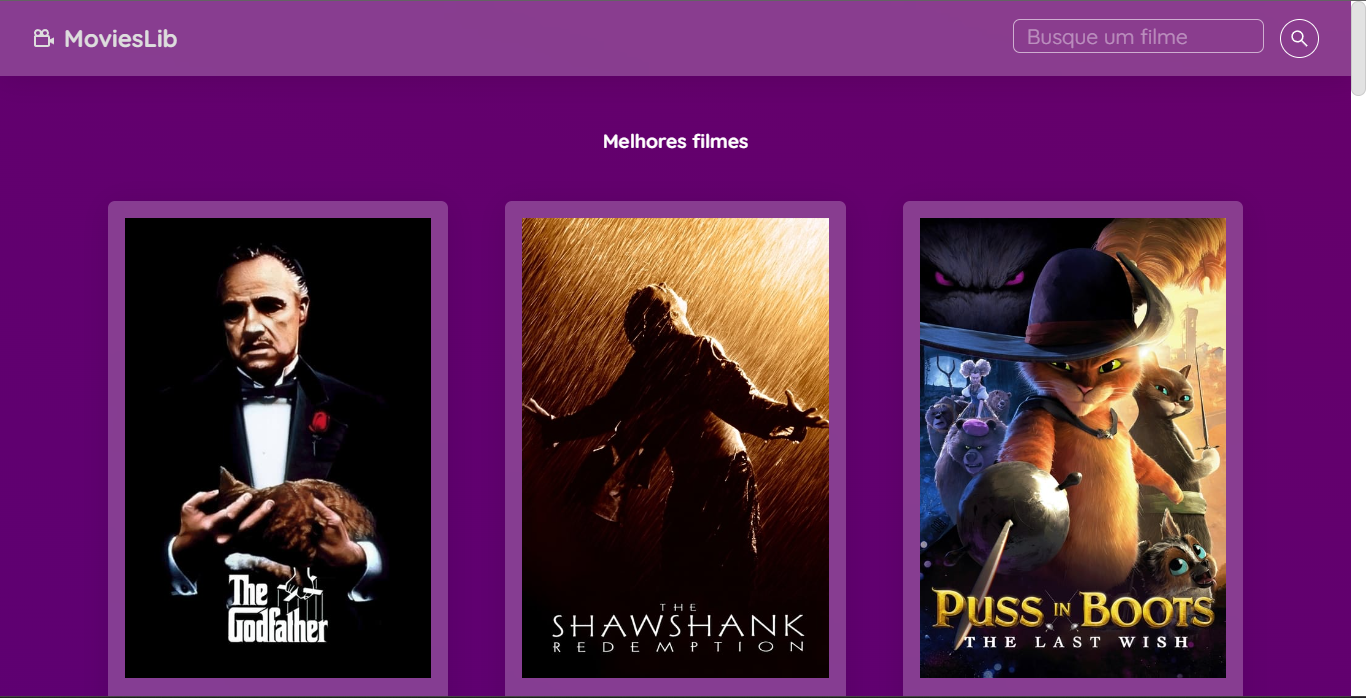 MoviesLib
Busque um filme
Melhores filmes
The
Godfather
THE
SHAWSHANK
REDEMPTION
PUSS IN BOOTS
THE LAST WISH